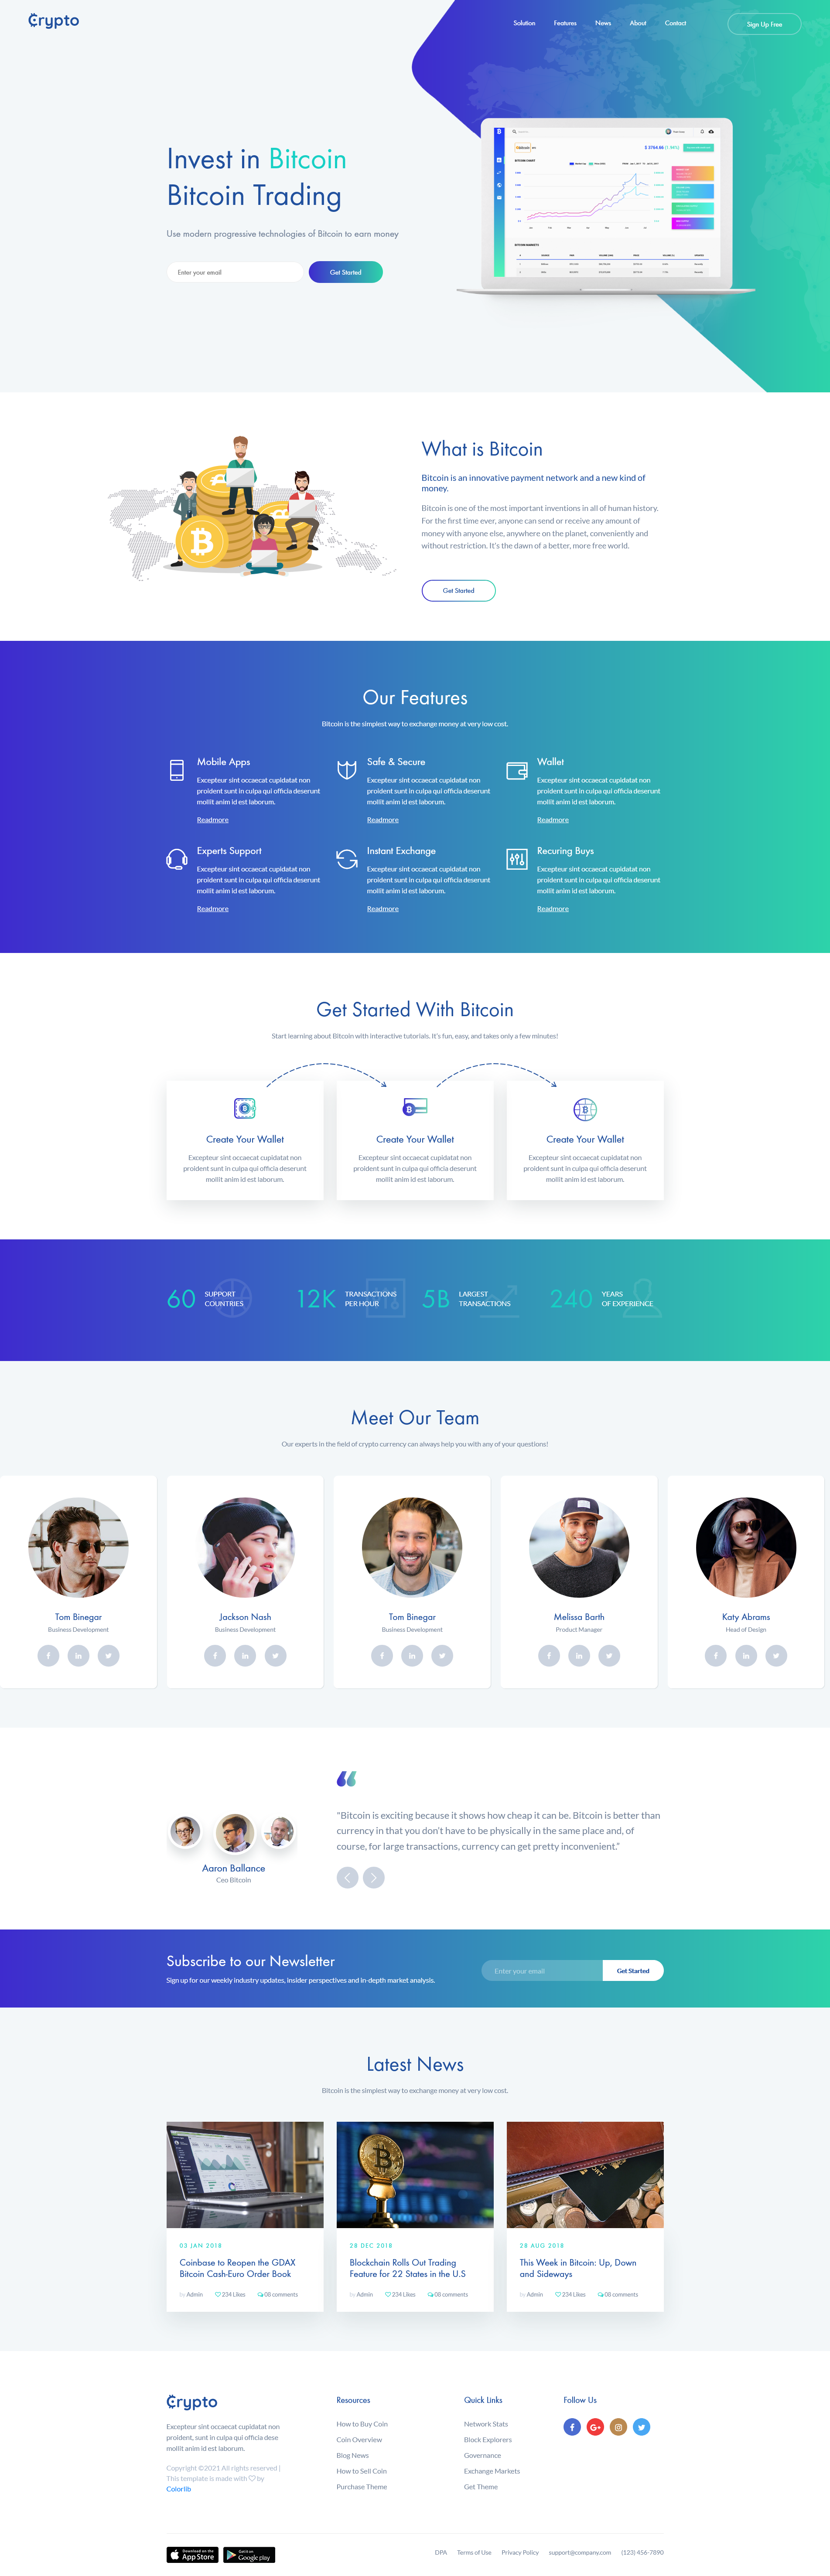 Crypto
Solution
Features
News
About
Contact
Sign Up Free
Invest in Bitcoin
Bitcoin Trading
Use modern progressive technologies of Bitcoin to earn money
Enter your email
Get Started
BITCOIN CHART
BITCOIN MARKETS
What is Bitcoin
Bitcoin is an innovative payment network and a new kind of
money.
Bitcoin is one of the most important inventions in all of human history.
For the first time ever, anyone can send or receive any amount of
money with anyone else, anywhere on the planet, conveniently and
without restriction. It's the dawn of a better, more free world.
Get Started
Our Features
Bitcoin is the simplest way to exchange money at very low cost.
Mobile Apps
Excepteur sint occaecat cupidatat non
proident sunt in culpa qui officia deserunt
mollit anim id est laborum.
Readmore
Safe & Secure
Excepteur sint occaecat cupidatat non
proident sunt in culpa qui officia deserunt
mollit anim id est laborum.
Readmore
Wallet
Excepteur sint occaecat cupidatat non
proident sunt in culpa qui officia deserunt
mollit anim id est laborum.
Readmore
Experts Support
Excepteur sint occaecat cupidatat non
proident sunt in culpa qui officia deserunt
mollit anim id est laborum.
Readmore
Instant Exchange
Excepteur sint occaecat cupidatat non
proident sunt in culpa qui officia deserunt
mollit anim id est laborum.
Readmore
Recuring Buys
Excepteur sint occaecat cupidatat non
proident sunt in culpa qui officia deserunt
mollit anim id est laborum.
Readmore
Get Started With Bitcoin
Start learning about Bitcoin with interactive tutorials. It's fun, easy, and takes only a few minutes!
Create Your Wallet
Excepteur sint occaecat cupidatat non
proident sunt in culpa qui officia deserunt
mollit anim id est laborum.
Create Your Wallet
Excepteur sint occaecat cupidatat non
proident sunt in culpa qui officia deserunt
mollit anim id est laborum.
Create Your Wallet
Excepteur sint occaecat cupidatat non
proident sunt in culpa qui officia deserunt
mollit anim id est laborum.
60
SUPPORT
COUNTRIES
12K
TRANSACTIONS
PER HOUR
5B
LARGEST
TRANSACTIONS
240
YEARS
OF EXPERIENCE
Meet Our Team
Our experts in the field of crypto currency can always help you with any of your questions!
Tom Binegar
Business Development
Jackson Nash
Business Development
Tom Binegar
Business Development
Melissa Barth
Product Manager
Katy Abrams
Head of Design
"Bitcoin is exciting because it shows how cheap it can be. Bitcoin is better than
currency in that you don't have to be physically in the same place and, of
course, for large transactions, currency can get pretty inconvenient."
Aaron Ballance
Ceo Bitcoin
Subscribe to our Newsletter
Sign up for our weekly industry updates, insider perspectives and in-depth market analysis.
Enter your email
Get Started
Latest News
Bitcoin is the simplest way to exchange money at very low cost.
03 JAN 2018
Coinbase to Reopen the GDAX
Bitcoin Cash-Euro Order Book
by Admin
234 Likes
08 comments
28 DEC 2018
Blockchain Rolls Out Trading
Feature for 22 States in the U.S
by Admin
234 Likes
08 comments
28 AUG 2018
This Week in Bitcoin: Up, Down
and Sideways
by Admin
234 Likes
08 comments
Crypto
Excepteur sint occaecat cupidatat non
proident, sunt in culpa qui officia dese
mollit anim id est laborum.
Copyright ©2021 All rights reserved |
This template is made with by
Colorlib
Resources
How to Buy Coin
Coin Overview
Blog News
How to Sell Coin
Purchase Theme
Quick Links
Network Stats
Block Explorers
Governance
Exchange Markets
Get Theme
Follow Us
Download on the
App Store
Get it on
Google play
DPA
Terms of Use
Privacy Policy
support@company.com
(123) 456-7890